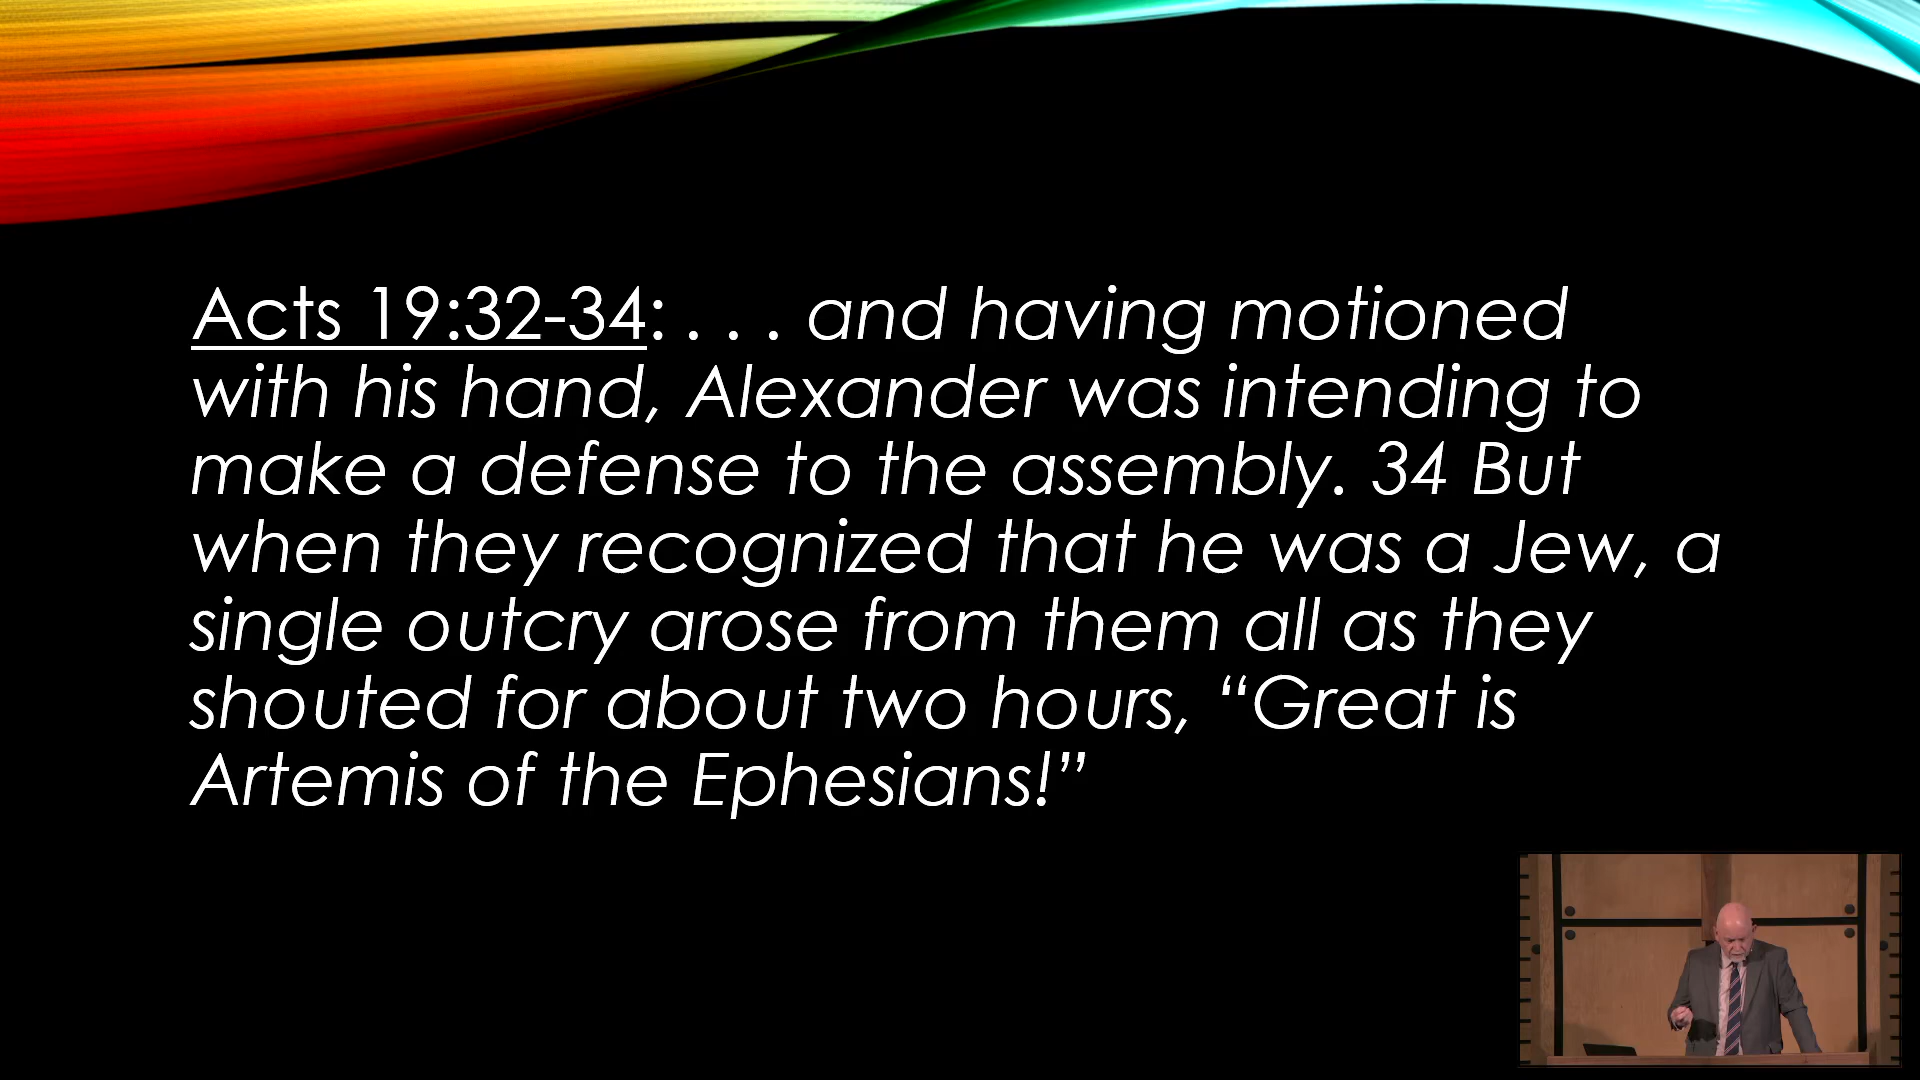 Acts 19:32-34: . . . and having motioned
with his hand, Alexander was intending to
make a defense to the assembly. 34 But
when they recognized that he was a Jew, a
single outcry arose from them all as they
shouted for about two hours, “Great is
Artemis of the Ephesians!”